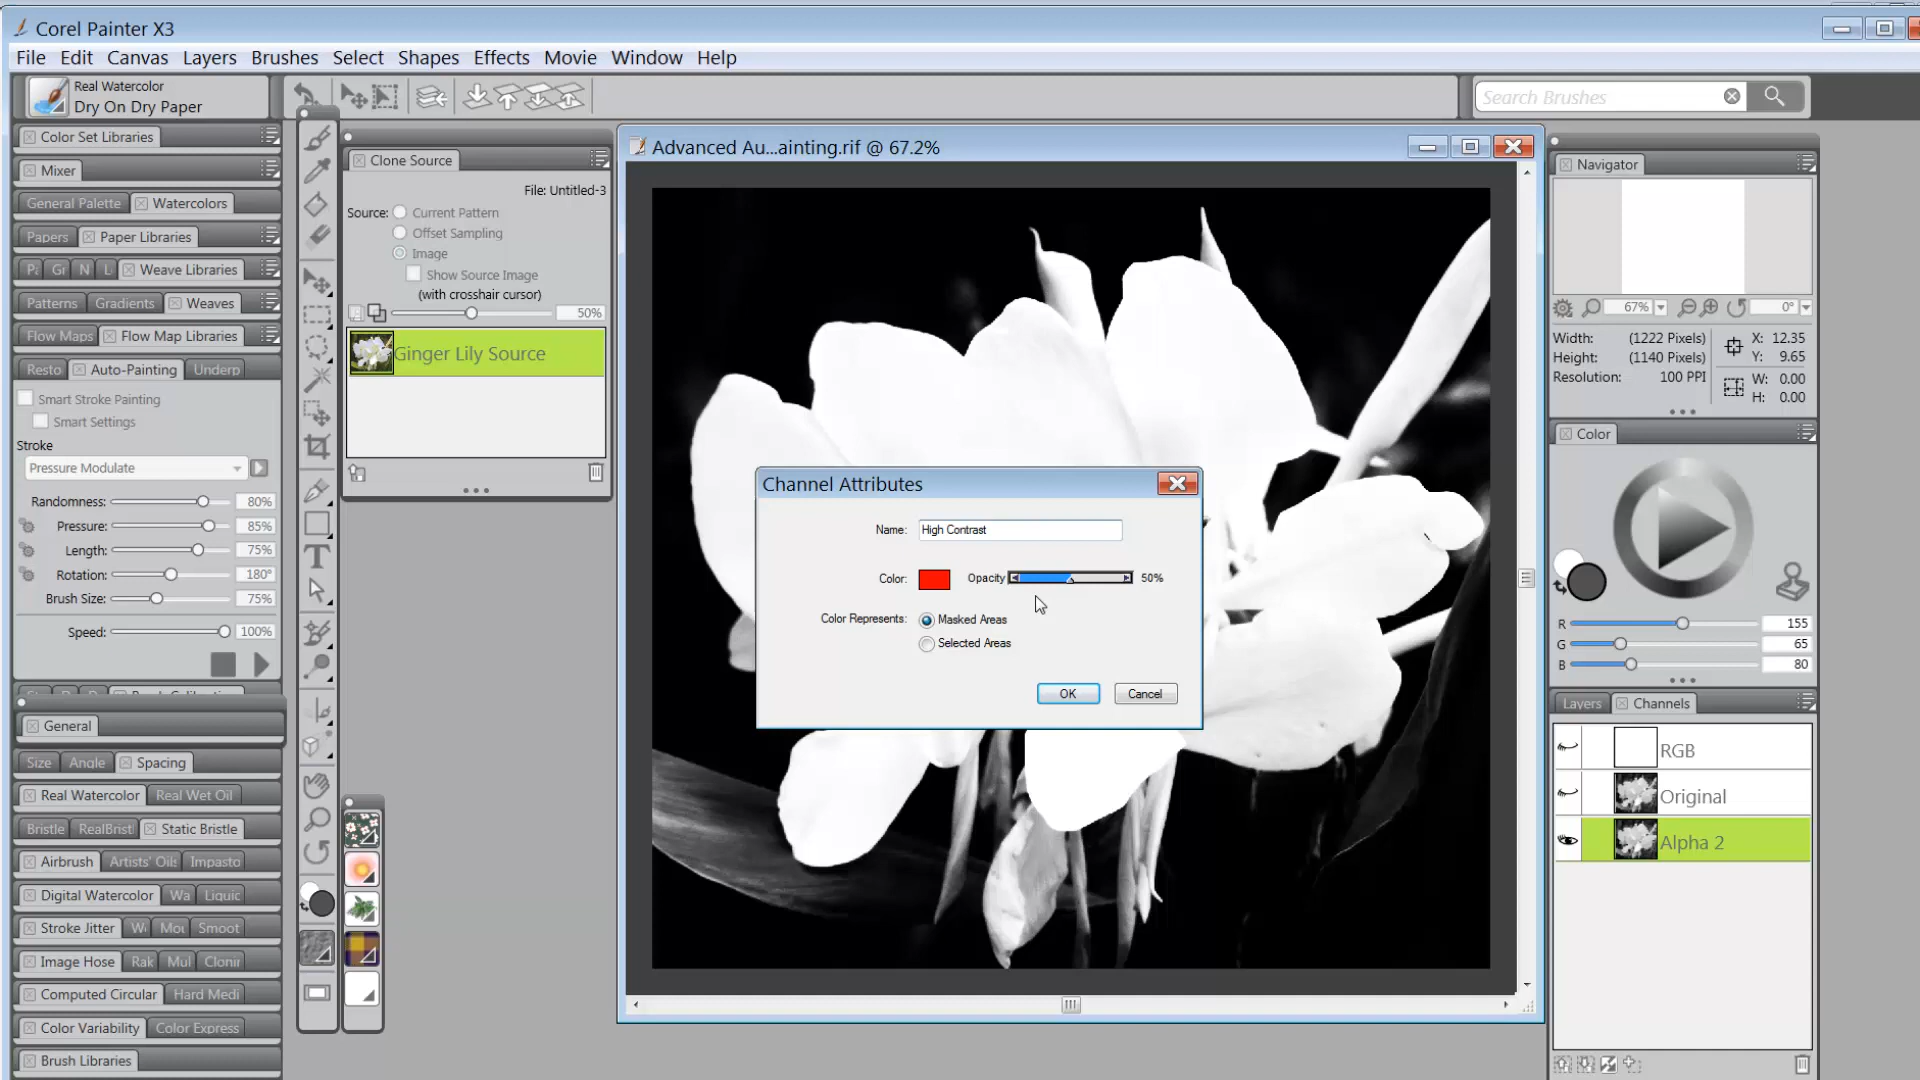 Corel Painter X3
File Edit Canvas Layers Brushes Select Shapes Effects Movie Window Help
Real Watercolor
Dry On Dry Paper
Search Brushes
Color Set Libraries
Mixer
General Palette Watercolors
Papers Paper Libraries
Gr N L Weave Libraries
Patterns Gradients Weaves
Flow Maps Flow Map Libraries
Resto Auto-Painting Underp
Smart Stroke Painting
Smart Settings
Stroke
Pressure Modulate
Randomness: 80%
Pressure: 85%
Length: 75%
Rotation: 180°
Brush Size: 75%
Speed: 100%
General
Size Angle Spacing
Real Watercolor Real Wet Oil
Bristle RealBrist Static Bristle
Airbrush Artists' Oils Impasto
Digital Watercolor Wa Liquic
Stroke Jitter Mou Smoot
Image Hose Rak Mul Clonir
Computed Circular Hard Medi
Color Variability Color Express
Brush Libraries
Clone Source
File: Untitled-3
Source: Current Pattern
Offset Sampling
Image
Show Source Image
(with crosshair cursor)
50%
Ginger Lily Source
Advanced Au...ainting.rif @ 67.2%
Channel Attributes
Name: High Contrast
Color: Opacity 50%
Color Represents: Masked Areas
Selected Areas
OK Cancel
Navigator
67% 0°
Width: (1222 Pixels) X: 12.35
Height: (1140 Pixels) Y: 9.65
Resolution: 100 PPI W: 0.00
H: 0.00
Color
R 155
G 65
B 80
Layers Channels
RGB
Original
Alpha 2